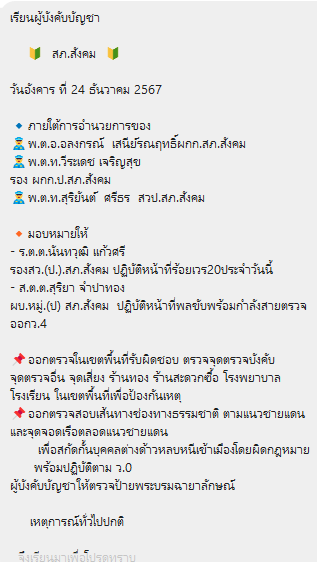 เรียนผู้บังคับบัญชา
🔰 สภ.สังคม 🔰
วันอังคาร ที่ 24 ธันวาคม 2567
🔹ภายใต้การอำนวยการของ
👮พ.ต.อ.อลงกรณ์ เสนีย์รณฤทธิ์ผกก.สภ.สังคม
👮พ.ต.ท.วีระเดช เจริญสุข
รอง ผกก.ป.สภ.สังคม
👮พ.ต.ท.สุริยันต์ ศรีธร สวป.สภ.สังคม
🔸มอบหมายให้
- ร.ต.ต.นันทวุฒิ แก้วศรี
รองสว.(ป.).สภ.สังคม ปฏิบัติหน้าที่ร้อยเวร20ประจำวันนี้
- ส.ต.ต.สุริยา จำปาทอง
ผบ.หมู่.(ป) สภ.สังคม ปฏิบัติหน้าที่พลขับพร้อมกำลังสายตรวจ
ออกว.4
📌ออกตรวจในเขตพื้นที่รับผิดชอบ ตรวจจุดตรวจบังคับ
จุดตรวจอื่น จุดเสี่ยง ร้านทอง ร้านสะดวกซื้อ โรงพยาบาล
โรงเรียน ในเขตพื้นที่เพื่อป้องกันเหตุ
📌ออกตรวจสอบเส้นทางช่องทางธรรมชาติ ตามแนวชายแดน
และจุดจอดเรือตลอดแนวชายแดน
เพื่อสกัดกั้นบุคคลต่างด้าวหลบหนีเข้าเมืองโดยผิดกฎหมาย
พร้อมปฏิบัติตาม ว.0
ผู้บังคับบัญชาให้ตรวจป้ายพระบรมฉายาลักษณ์
เหตุการณ์ทั่วไปปกติ
จึงเรียนมาเพื่อโปรดทราบ